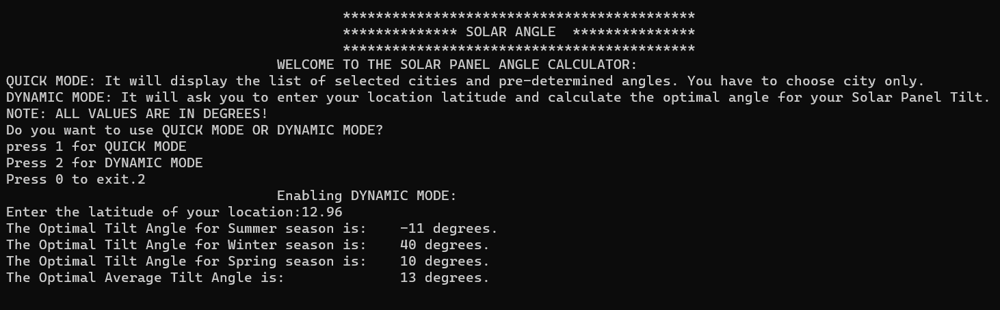 *******************************************
************** SOLAR ANGLE  ***************
*******************************************
WELCOME TO THE SOLAR PANEL ANGLE CALCULATOR:
QUICK MODE: It will display the list of selected cities and pre-determined angles. You have to choose city only.
DYNAMIC MODE: It will ask you to enter your location latitude and calculate the optimal angle for your Solar Panel Tilt.
NOTE: ALL VALUES ARE IN DEGREES!
Do you want to use QUICK MODE OR DYNAMIC MODE?
press 1 for QUICK MODE
Press 2 for DYNAMIC MODE
Press 0 to exit.2
Enabling DYNAMIC MODE:
Enter the latitude of your location:12.96
The Optimal Tilt Angle for Summer season is:    -11 degrees.
The Optimal Tilt Angle for Winter season is:    40 degrees.
The Optimal Tilt Angle for Spring season is:    10 degrees.
The Optimal Average Tilt Angle is:              13 degrees.